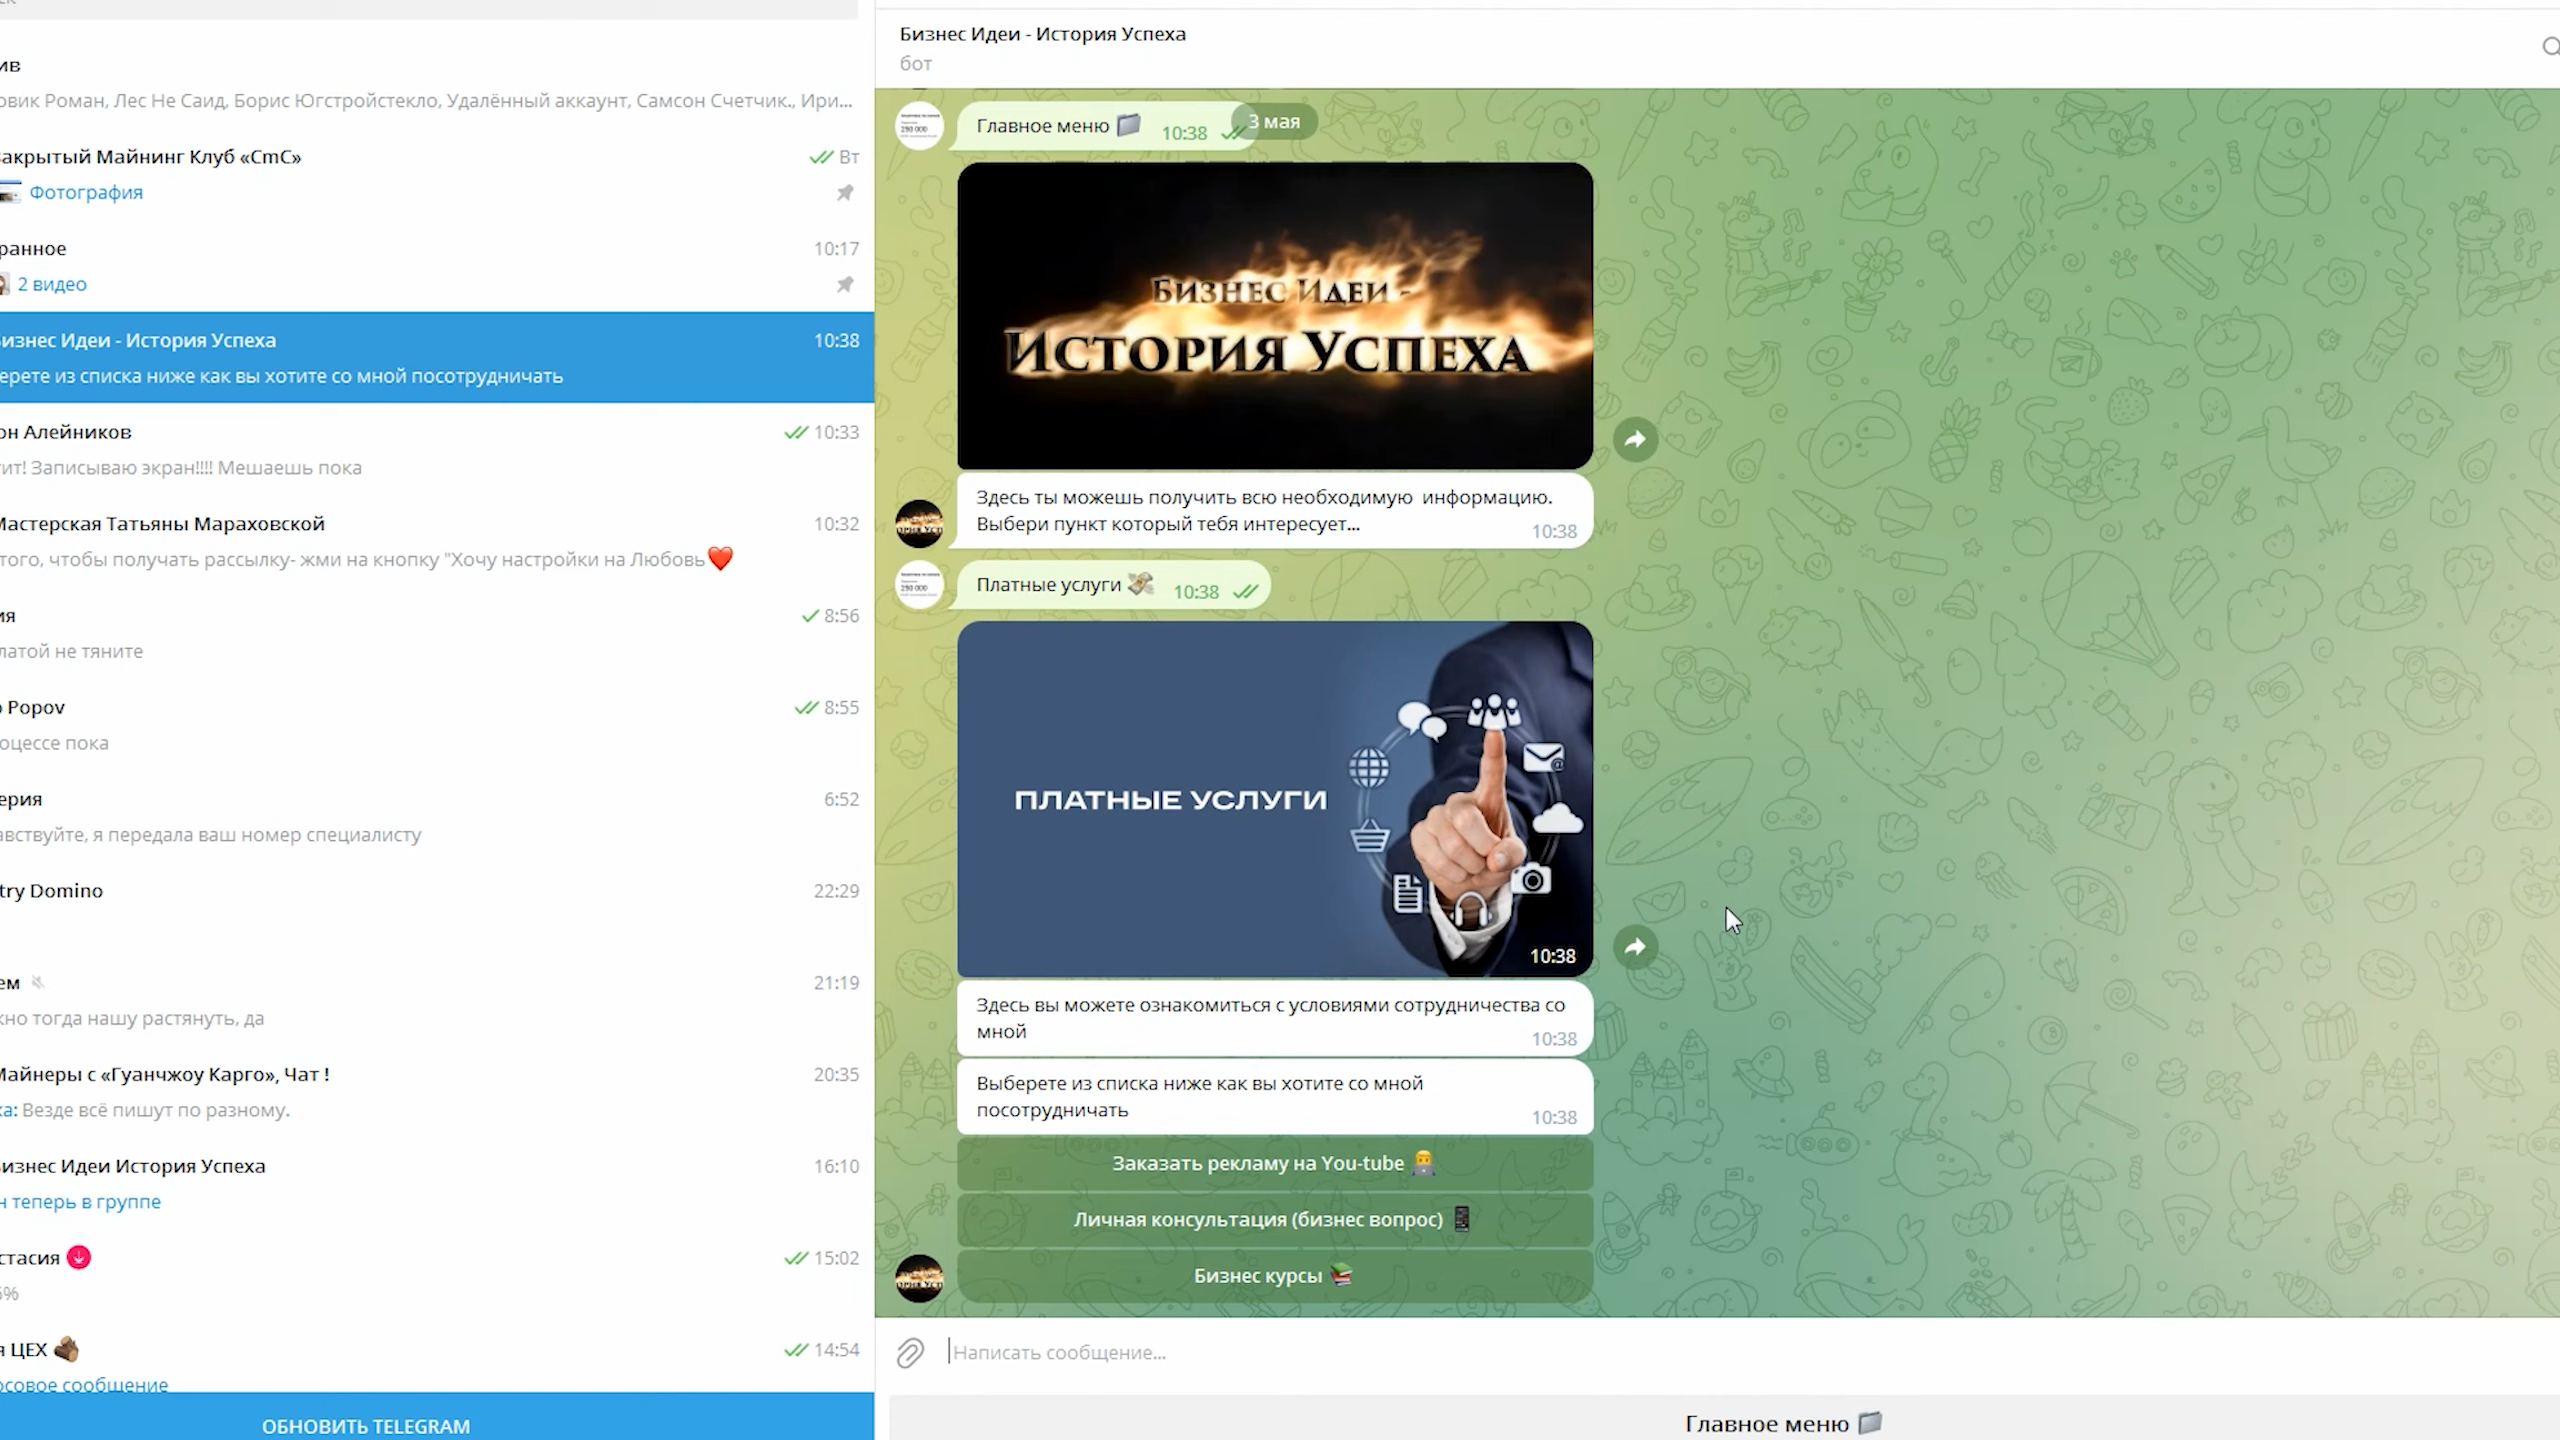 ив
овик Роман, Лес Не Саид, Борис Югстройстекло, Удалённый аккаунт, Самсон Счетчик., Ири...
Закрытый Майнинг Клуб «CmC»
Вт
Фотография
ранное
10:17
2 видео
Бизнес Идеи - История Успеха
10:38
ерете из списка ниже как вы хотите со мной посотрудничать
он Алейников
10:33
тит! Записываю экран!!!! Мешаешь пока
Мастерская Татьяны Мараховской
10:32
того, чтобы получать рассылку- жми на кнопку "Хочу настройки на Любовь❤️
ия
8:56
латой не тяните
Popov
8:55
оцессе пока
ерия
6:52
авствуйте, я передала ваш номер специалисту
try Domino
22:29
ем
21:19
жно тогда нашу растянуть, да
Майнеры с «Гуанчжоу Карго», Чат !
20:35
ка: Везде всё пишут по разному.
Бизнес Идеи История Успеха
16:10
н теперь в группе
стасия
15:02
5%
я ЦЕХ 🪵
14:54
осовое сообщение
ОБНОВИТЬ TELEGRAM
Бизнес Идеи - История Успеха
бот
Главное меню 📁 10:38
3 мая
Бизнес Идеи -
История Успеха
Здесь ты можешь получить всю необходимую информацию.
Выбери пункт который тебя интересует...
10:38
Платные услуги 💸 10:38
ПЛАТНЫЕ УСЛУГИ
10:38
Здесь вы можете ознакомиться с условиями сотрудничества со
мной
10:38
Выберете из списка ниже как вы хотите со мной
посотрудничать
10:38
Заказать рекламу на You-tube 👨‍💻
Личная консультация (бизнес вопрос) 📱
Бизнес курсы 📚
Написать сообщение...
Главное меню 📁